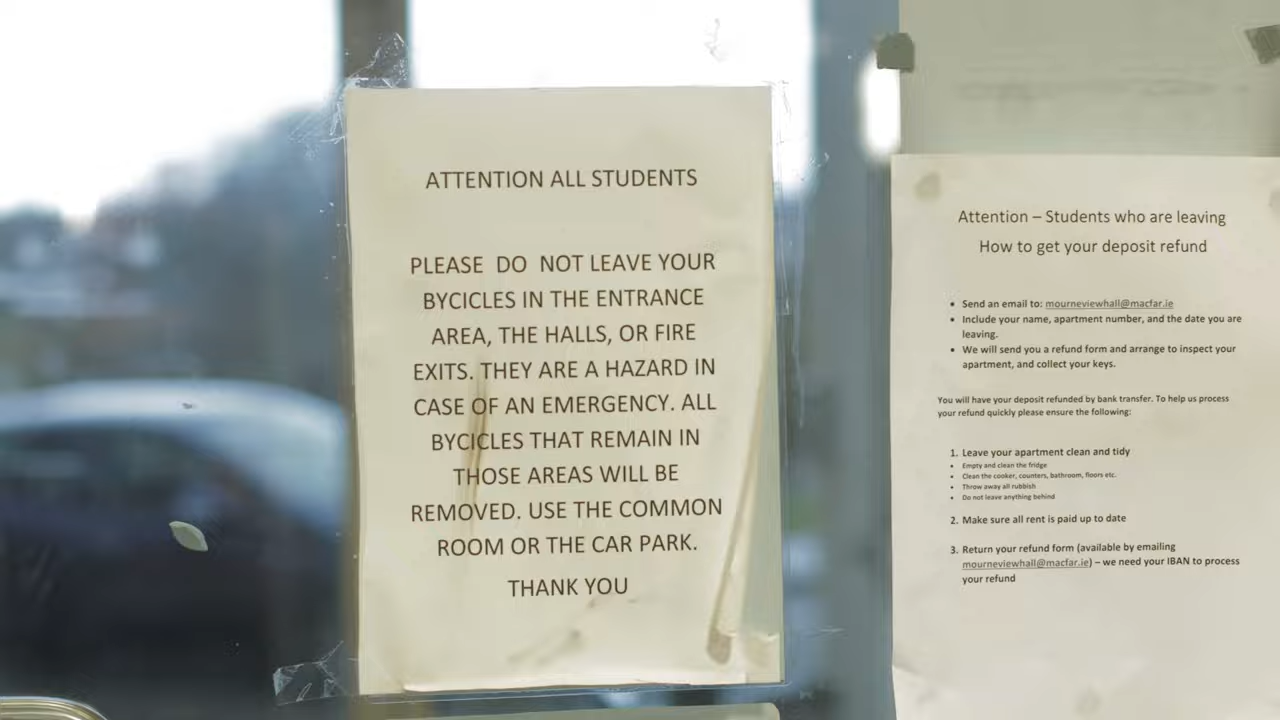 ATTENTION ALL STUDENTS
PLEASE DO NOT LEAVE YOUR
BYCICLES IN THE ENTRANCE
AREA, THE HALLS, OR FIRE
EXITS. THEY ARE A HAZARD IN
CASE OF AN EMERGENCY. ALL
BYCICLES THAT REMAIN IN
THOSE AREAS WILL BE
REMOVED. USE THE COMMON
ROOM OR THE CAR PARK.
THANK YOU
Attention – Students who are leaving
How to get your deposit refund
• Send an email to: mourneviewhall@macfar.ie
• Include your name, apartment number, and the date you are
leaving.
• We will send you a refund form and arrange to inspect your
apartment, and collect your keys.
You will have your deposit refunded by bank transfer. To help us process
your refund quickly please ensure the following:
1. Leave your apartment clean and tidy
• Empty and clean the fridge
• Clean the cooker, counters, bathroom, floors etc.
• Throw away all rubbish
• Do not leave anything behind
2. Make sure all rent is paid up to date
3. Return your refund form (available by emailing
mourneviewhall@macfar.ie) – we need your IBAN to process
your refund